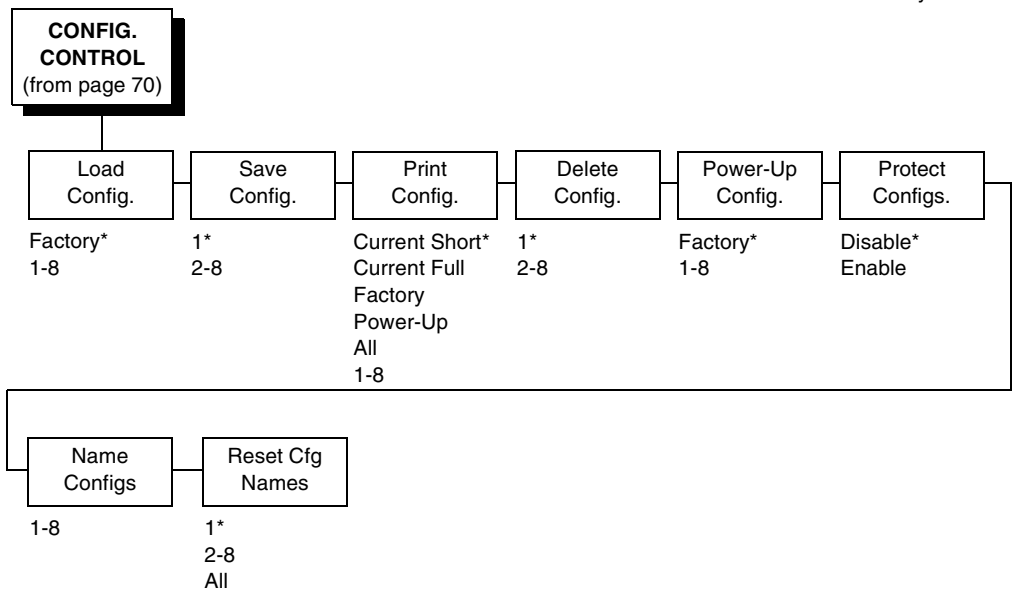 CONFIG.
CONTROL
(from page 70)
Load
Config.
Factory*
1-8
Save
Config.
1*
2-8
Print
Config.
Current Short*
Current Full
Factory
Power-Up
All
1-8
Delete
Config.
1*
2-8
Power-Up
Config.
Factory*
1-8
Protect
Configs.
Disable*
Enable
Name
Configs
1-8
Reset Cfg
Names
1*
2-8
All